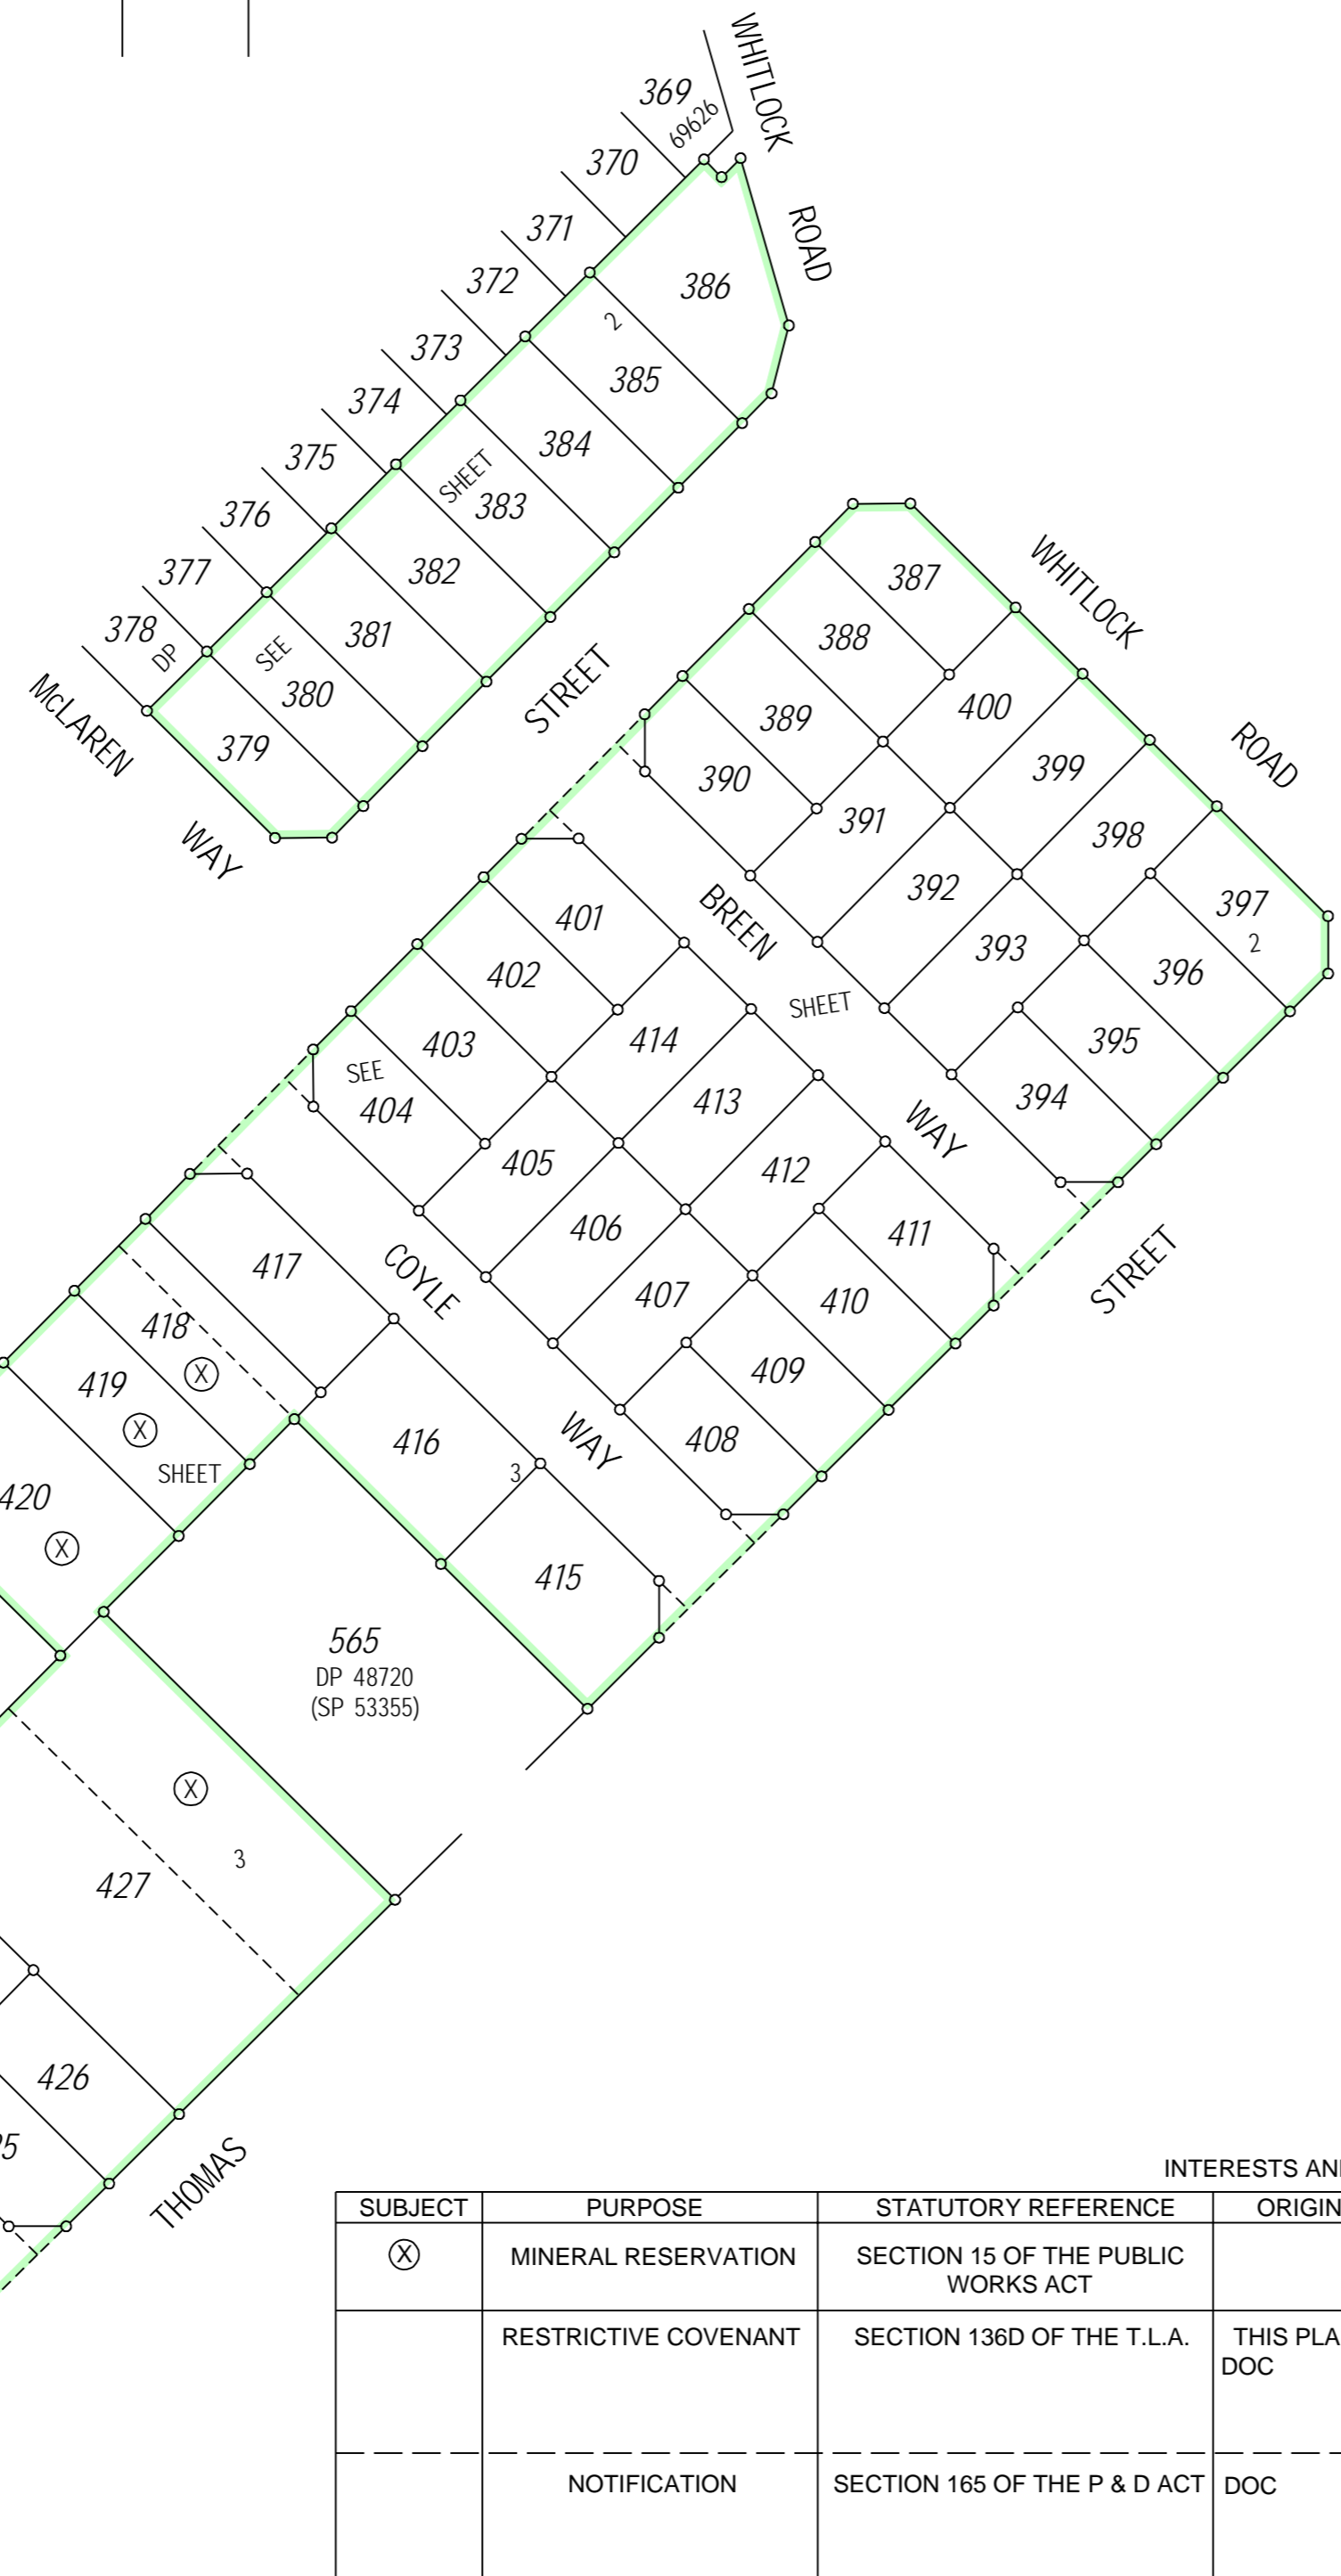 WHITLOCK
369
69626
370
371
ROAD
372
386
2
373
385
374
384
375
SHEET
383
376
387
WHITLOCK
377
382
388
378
DP
SEE
381
STREET
400
McLAREN
380
389
ROAD
379
390
399
391
398
WAY
392
397
401
BREEN
393
2
402
396
SHEET
403
414
395
SEE
404
413
394
WAY
405
412
406
411
COYLE
417
STREET
407
410
418
X
409
419
X
416
WAY
408
SHEET
3
420
X
415
565
DP 48720
(SP 53355)
X
3
427
426
5
THOMAS
INTERESTS AN
SUBJECT PURPOSE STATUTORY REFERENCE ORIGIN
X MINERAL RESERVATION SECTION 15 OF THE PUBLIC
WORKS ACT
RESTRICTIVE COVENANT SECTION 136D OF THE T.L.A. THIS PLA
DOC
NOTIFICATION SECTION 165 OF THE P & D ACT DOC